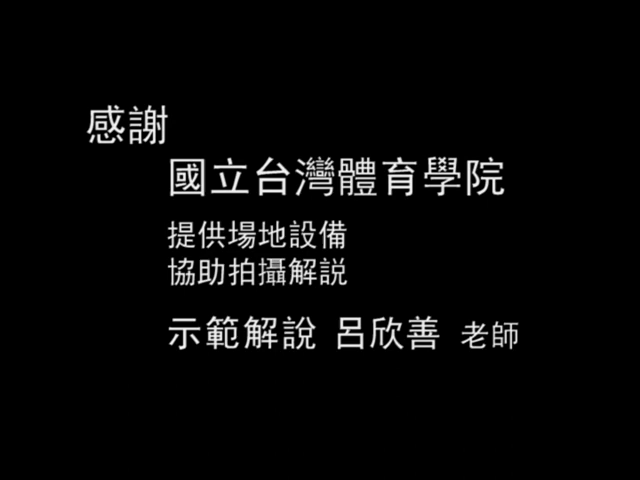 感謝
國立台灣體育學院
提供場地設備
協助拍攝解說
示範解說 呂欣善 老師